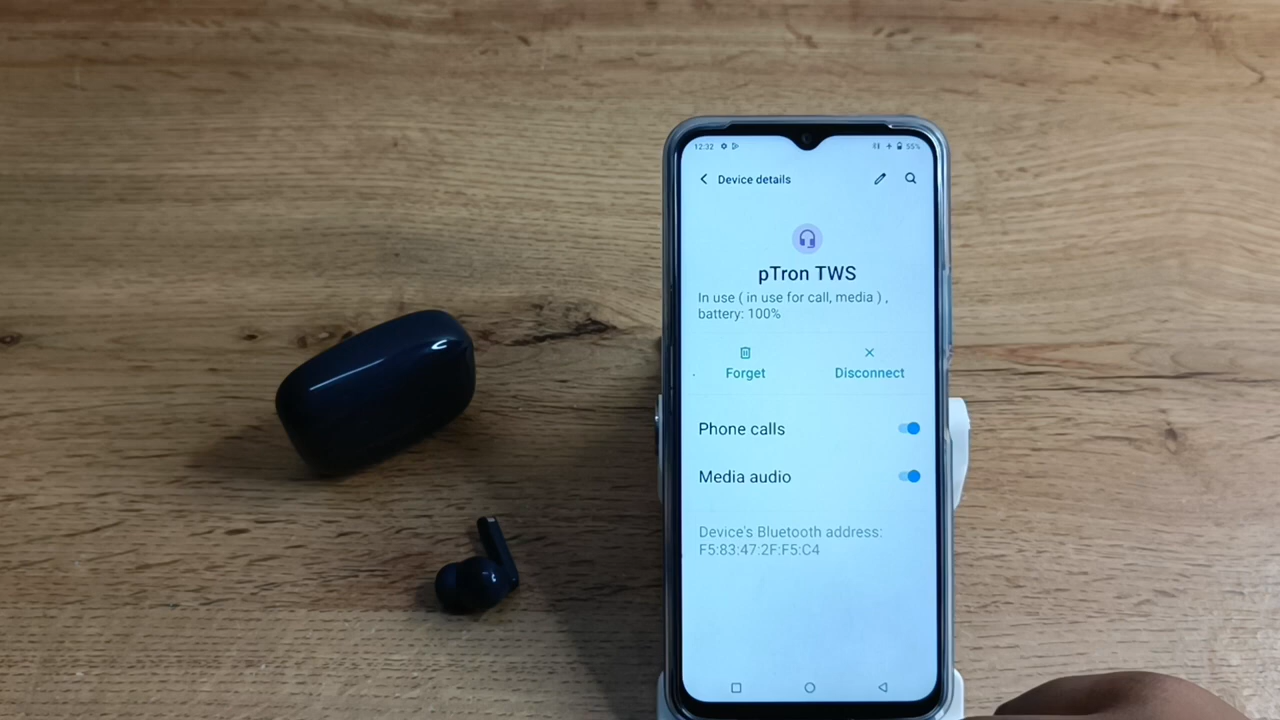 12:32 55%
Device details
pTron TWS
In use ( in use for call, media ) ,
battery: 100%
Forget Disconnect
Phone calls
Media audio
Device's Bluetooth address:
F5:83:47:2F:F5:C4